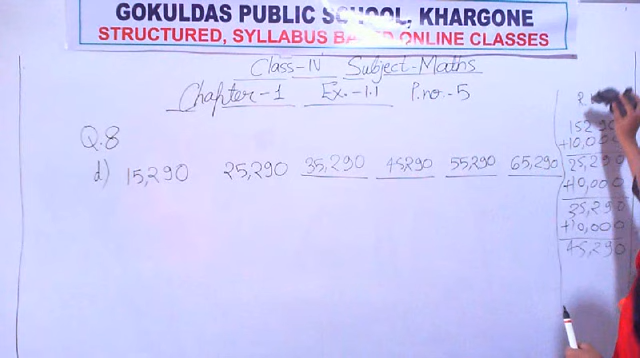 GOKULDAS PUBLIC SCHOOL, KHARGONE
STRUCTURED, SYLLABUS BASED ONLINE CLASSES
Class-IV Subject-Maths
Chapter-1 Ex.-1.1 P.no.-5
Q.8
d) 15,290 25,290 35,290 45,290 55,290 65,290
R.
15290
+10,000
25,290
+10,000
35,290
+10,000
45,290